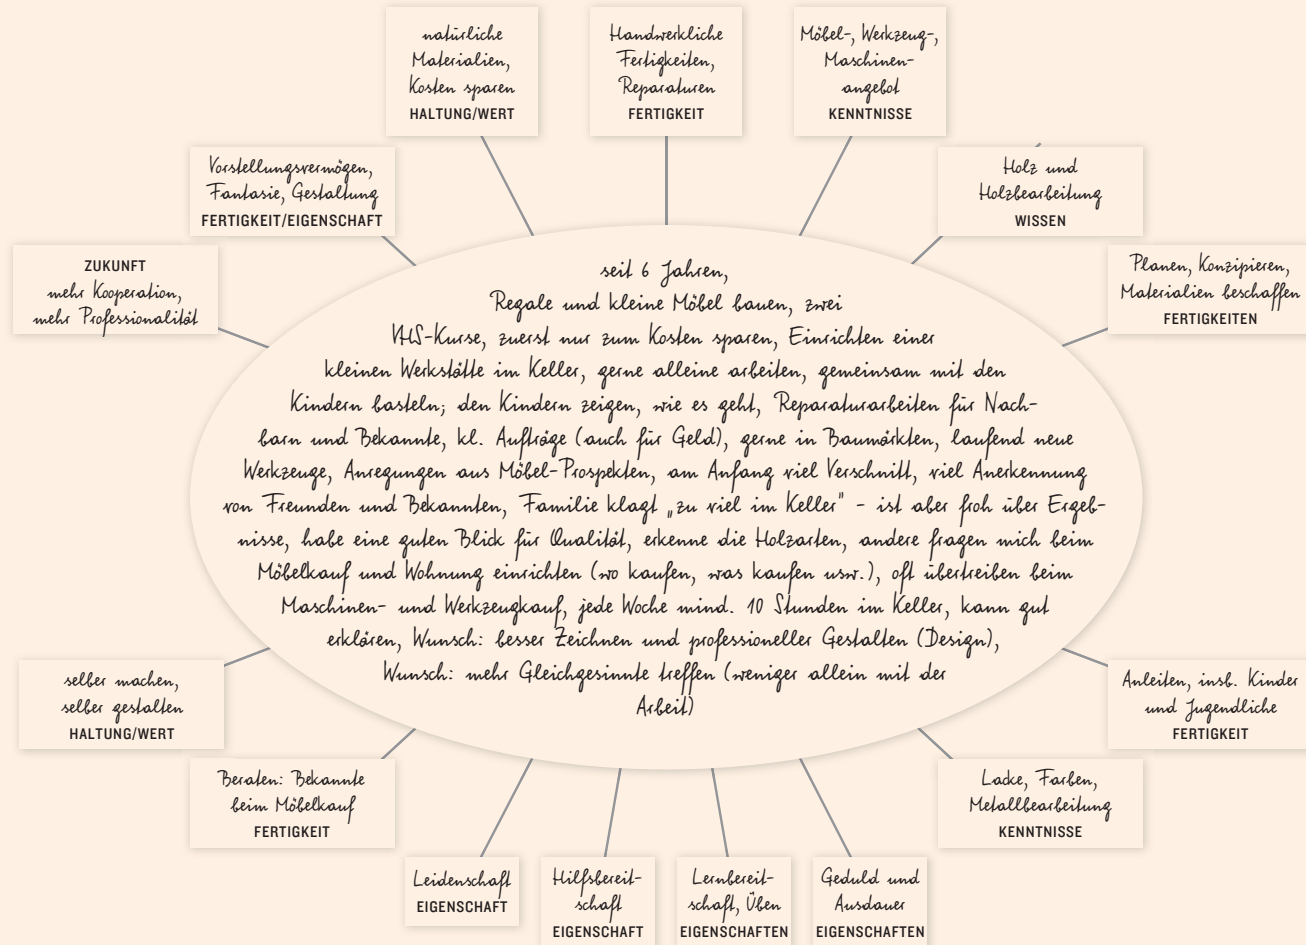 natürliche
Materialien,
Kosten sparen
HALTUNG/WERT
Handwerkliche
Fertigkeiten,
Reparaturen
FERTIGKEIT
Möbel-, Werkzeug-,
Maschinen-
angebot
KENNTNISSE
Vorstellungsvermögen,
Fantasie, Gestaltung
FERTIGKEIT/EIGENSCHAFT
Holz und
Holzbearbeitung
WISSEN
ZUKUNFT
mehr Kooperation,
mehr Professionalität
Planen, Konzipieren,
Materialien beschaffen
FERTIGKEITEN
seit 6 Jahren,
Regale und kleine Möbel bauen, zwei
VHS-Kurse, zuerst nur zum Kosten sparen, Einrichten einer
kleinen Werkstätte im Keller, gerne alleine arbeiten, gemeinsam mit den
Kindern basteln; den Kindern zeigen, wie es geht, Reparaturarbeiten für Nach-
barn und Bekannte, kl. Aufträge (auch für Geld), gerne in Baumärkten, laufend neue
Werkzeuge, Anregungen aus Möbel-Prospekten, am Anfang viel Verschnitt, viel Anerkennung
von Freunden und Bekannten, Familie klagt „zu viel im Keller" - ist aber froh über Ergeb-
nisse, habe eine guten Blick für Qualität, erkenne die Holzarten, andere fragen mich beim
Möbelkauf und Wohnung einrichten (wo kaufen, was kaufen usw.), oft übertreiben beim
Maschinen- und Werkzeugkauf, jede Woche mind. 10 Stunden im Keller, kann gut
erklären, Wunsch: besser Zeichnen und professioneller Gestalten (Design),
Wunsch: mehr Gleichgesinnte treffen (weniger allein mit der
Arbeit)
selber machen,
selber gestalten
HALTUNG/WERT
Anleiten, insb. Kinder
und Jugendliche
FERTIGKEIT
Beraten: Bekannte
beim Möbelkauf
FERTIGKEIT
Lacke, Farben,
Metallbearbeitung
KENNTNISSE
Leidenschaft
EIGENSCHAFT
Hilfsbereit-
schaft
EIGENSCHAFT
Lernbereit-
schaft, Üben
EIGENSCHAFTEN
Geduld und
Ausdauer
EIGENSCHAFTEN